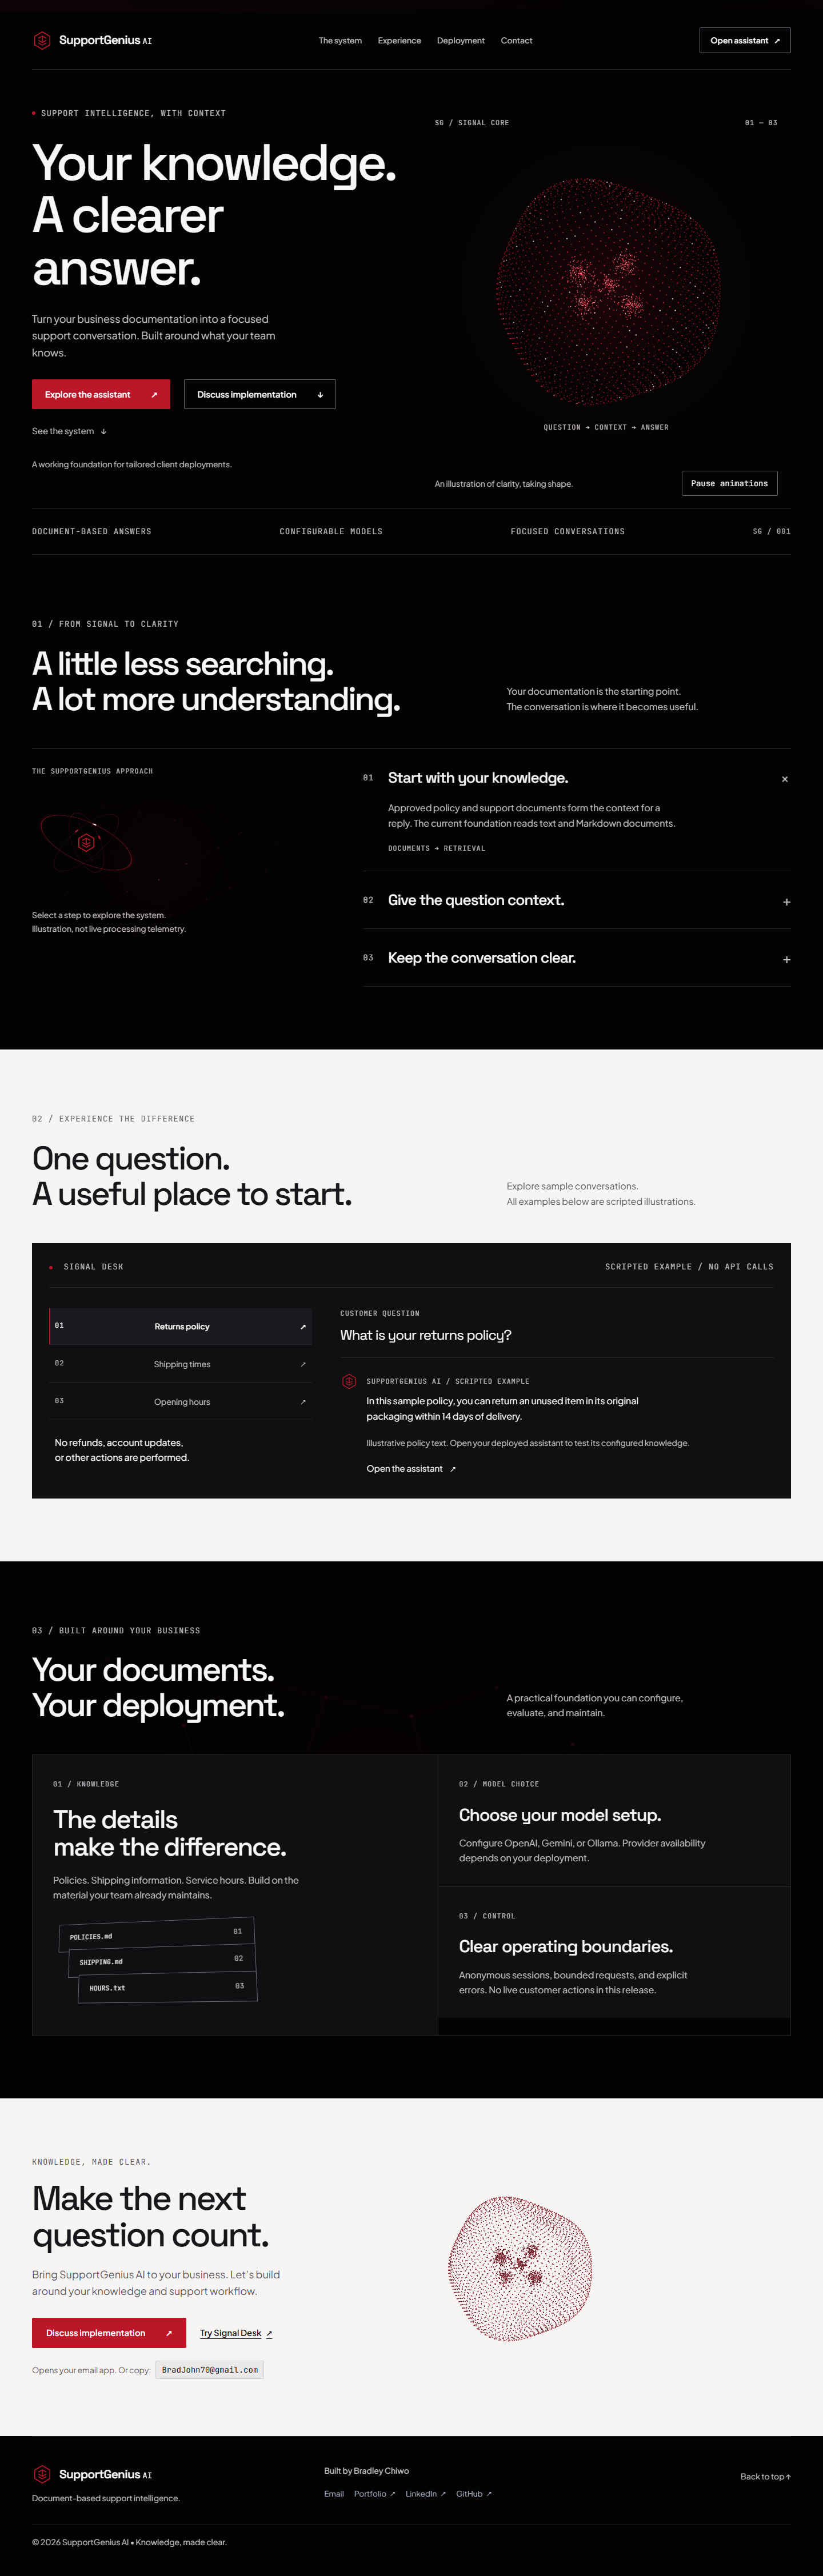 SupportGenius AI
The system
Experience
Deployment
Contact
Open assistant ↗
SUPPORT INTELLIGENCE, WITH CONTEXT
Your knowledge.
A clearer
answer.
Turn your business documentation into a focused
support conversation. Built around what your team
knows.
Explore the assistant ↗
Discuss implementation ↓
See the system ↓
A working foundation for tailored client deployments.
SG / SIGNAL CORE
01 — 03
QUESTION → CONTEXT → ANSWER
An illustration of clarity, taking shape.
Pause animations
DOCUMENT-BASED ANSWERS
CONFIGURABLE MODELS
FOCUSED CONVERSATIONS
SG / 001
01 / FROM SIGNAL TO CLARITY
A little less searching.
A lot more understanding.
Your documentation is the starting point.
The conversation is where it becomes useful.
THE SUPPORTGENIUS APPROACH
Select a step to explore the system.
Illustration, not live processing telemetry.
01 Start with your knowledge. ×
Approved policy and support documents form the context for a
reply. The current foundation reads text and Markdown documents.
DOCUMENTS → RETRIEVAL
02 Give the question context. +
03 Keep the conversation clear. +
02 / EXPERIENCE THE DIFFERENCE
One question.
A useful place to start.
Explore sample conversations.
All examples below are scripted illustrations.
SIGNAL DESK
SCRIPTED EXAMPLE / NO API CALLS
01 Returns policy ↗
02 Shipping times ↗
03 Opening hours ↗
No refunds, account updates,
or other actions are performed.
CUSTOMER QUESTION
What is your returns policy?
SUPPORTGENIUS AI / SCRIPTED EXAMPLE
In this sample policy, you can return an unused item in its original
packaging within 14 days of delivery.
Illustrative policy text. Open your deployed assistant to test its configured knowledge.
Open the assistant ↗
03 / BUILT AROUND YOUR BUSINESS
Your documents.
Your deployment.
A practical foundation you can configure,
evaluate, and maintain.
01 / KNOWLEDGE
The details
make the difference.
Policies. Shipping information. Service hours. Build on the
material your team already maintains.
POLICIES.md 01
SHIPPING.md 02
HOURS.txt 03
02 / MODEL CHOICE
Choose your model setup.
Configure OpenAI, Gemini, or Ollama. Provider availability
depends on your deployment.
03 / CONTROL
Clear operating boundaries.
Anonymous sessions, bounded requests, and explicit
errors. No live customer actions in this release.
KNOWLEDGE, MADE CLEAR.
Make the next
question count.
Bring SupportGenius AI to your business. Let's build
around your knowledge and support workflow.
Discuss implementation ↗
Try Signal Desk ↗
Opens your email app. Or copy: BradJohn70@gmail.com
SupportGenius AI
Document-based support intelligence.
Built by Bradley Chiwo
Email
Portfolio ↗
LinkedIn ↗
GitHub ↗
Back to top ↑
© 2026 SupportGenius AI • Knowledge, made clear.